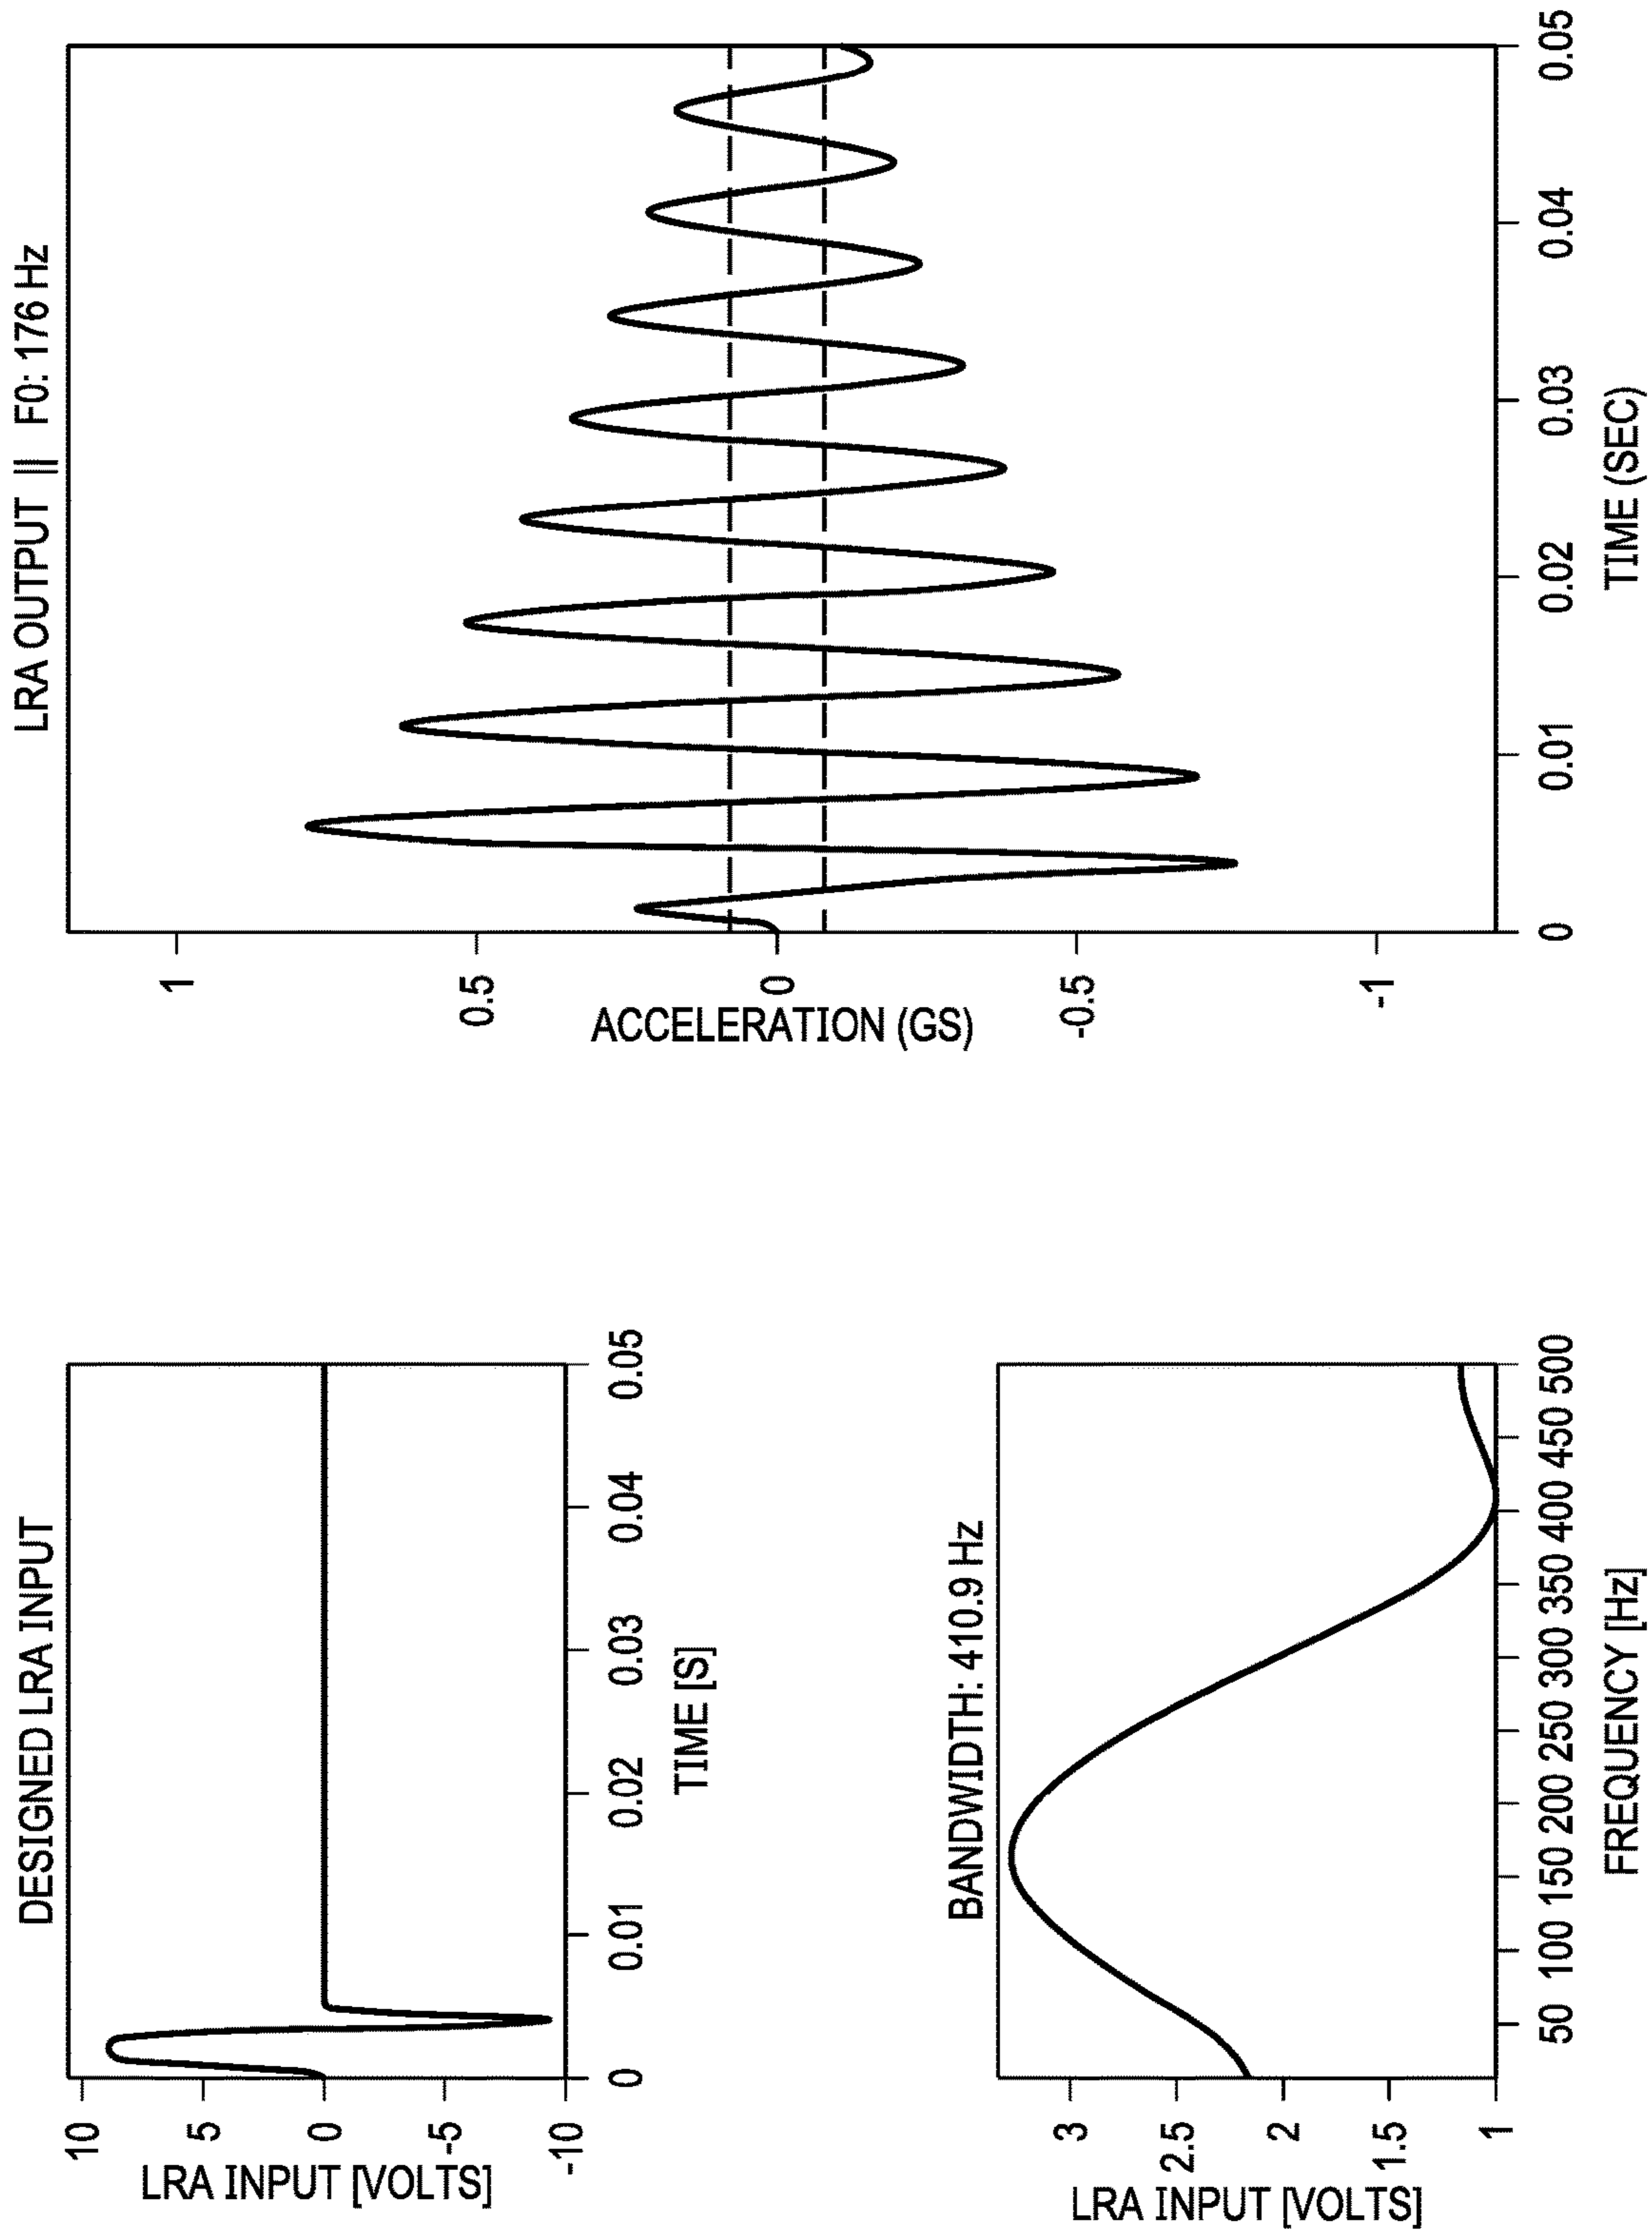 DESIGNED LRA INPUT
LRA INPUT [VOLTS]
10
5
0
-5
-10
0 0.01 0.02 0.03 0.04 0.05
TIME [S]
BANDWIDTH: 410.9 Hz
LRA INPUT [VOLTS]
3
2.5
2
1.5
1
50 100 150 200 250 300 350 400 450 500
FREQUENCY [Hz]
LRA OUTPUT || F0: 176 Hz
ACCELERATION (GS)
1
0.5
0
-0.5
-1
0 0.01 0.02 0.03 0.04 0.05
TIME (SEC)